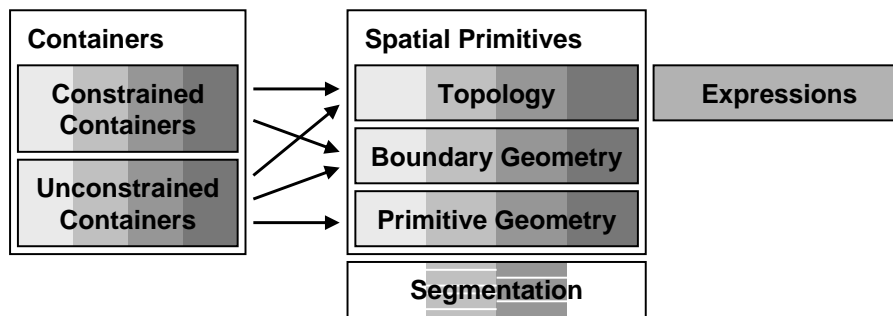 Containers
Constrained
Containers
Unconstrained
Containers
Spatial Primitives
Topology
Boundary Geometry
Primitive Geometry
Segmentation
Expressions